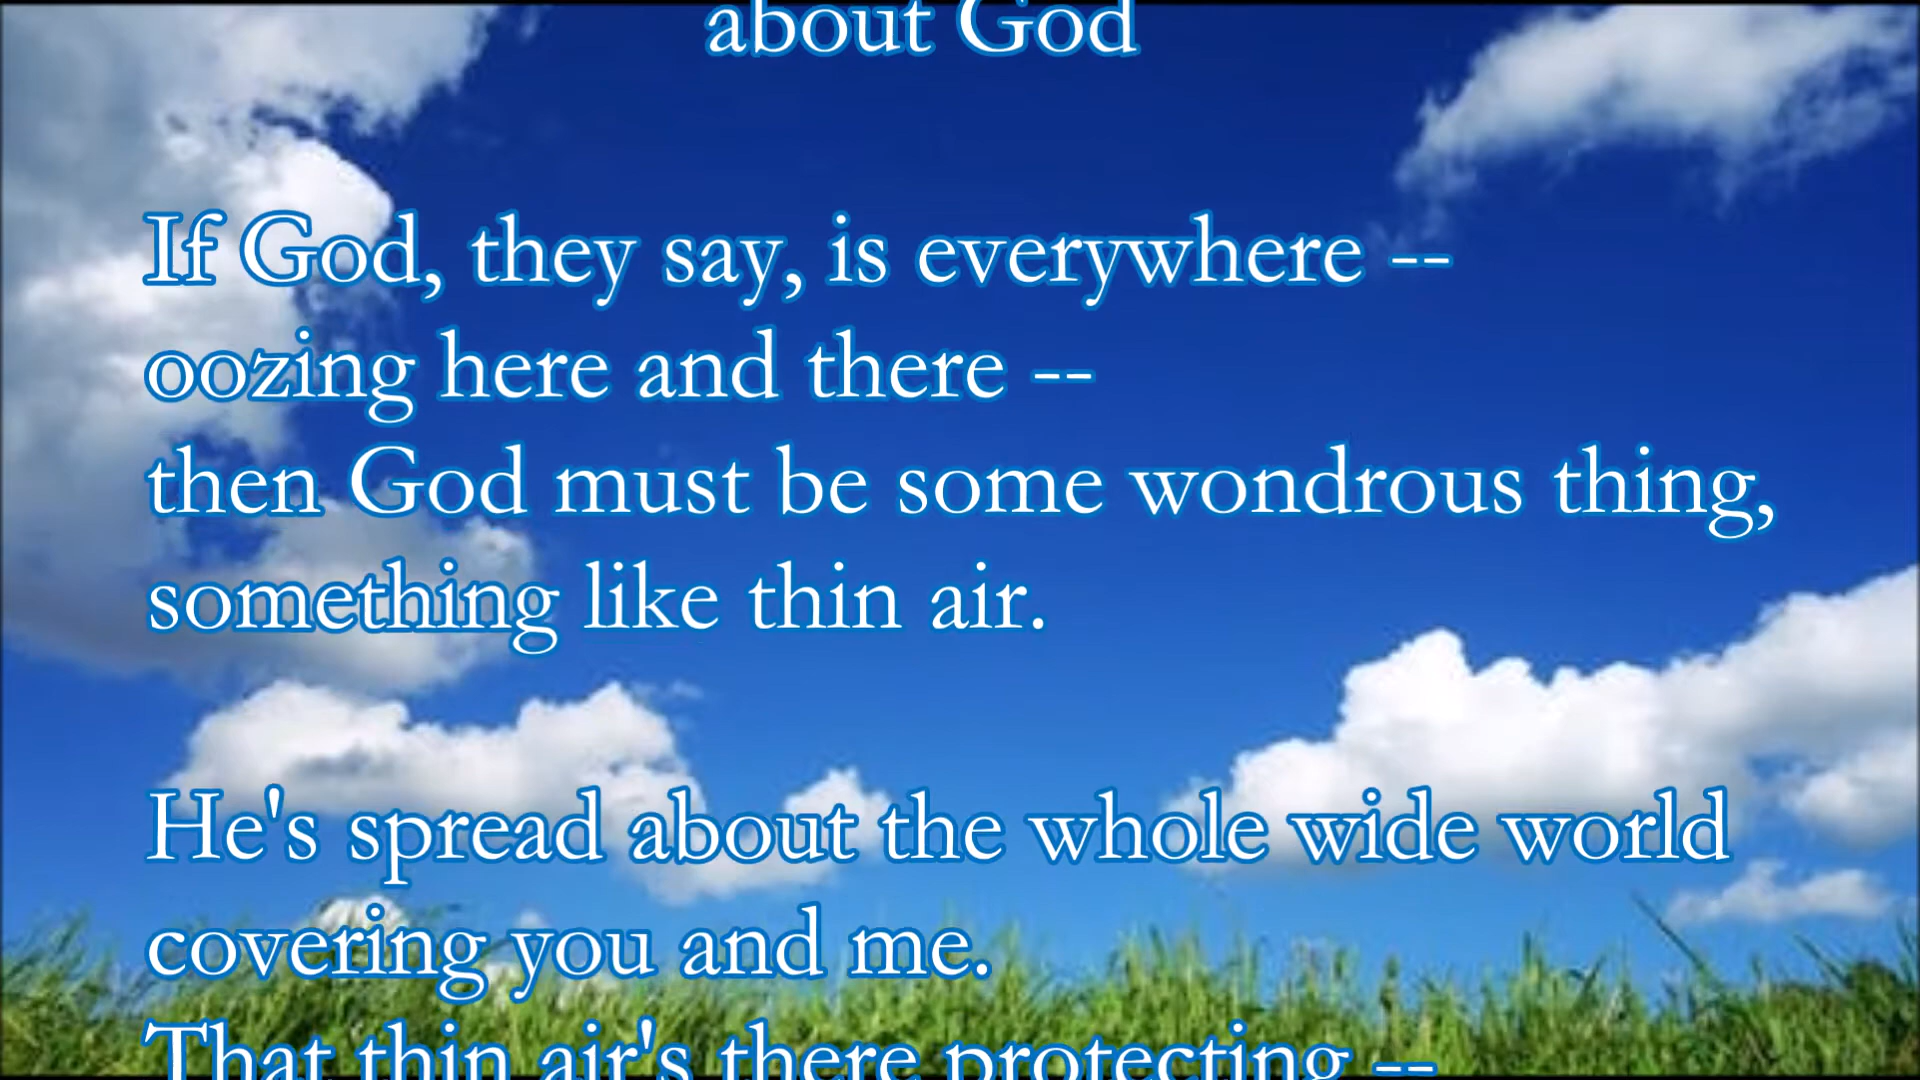 about God
If God, they say, is everywhere --
oozing here and there --
then God must be some wondrous thing,
something like thin air.
He's spread about the whole wide world
covering you and me.
That thin air's there protecting --